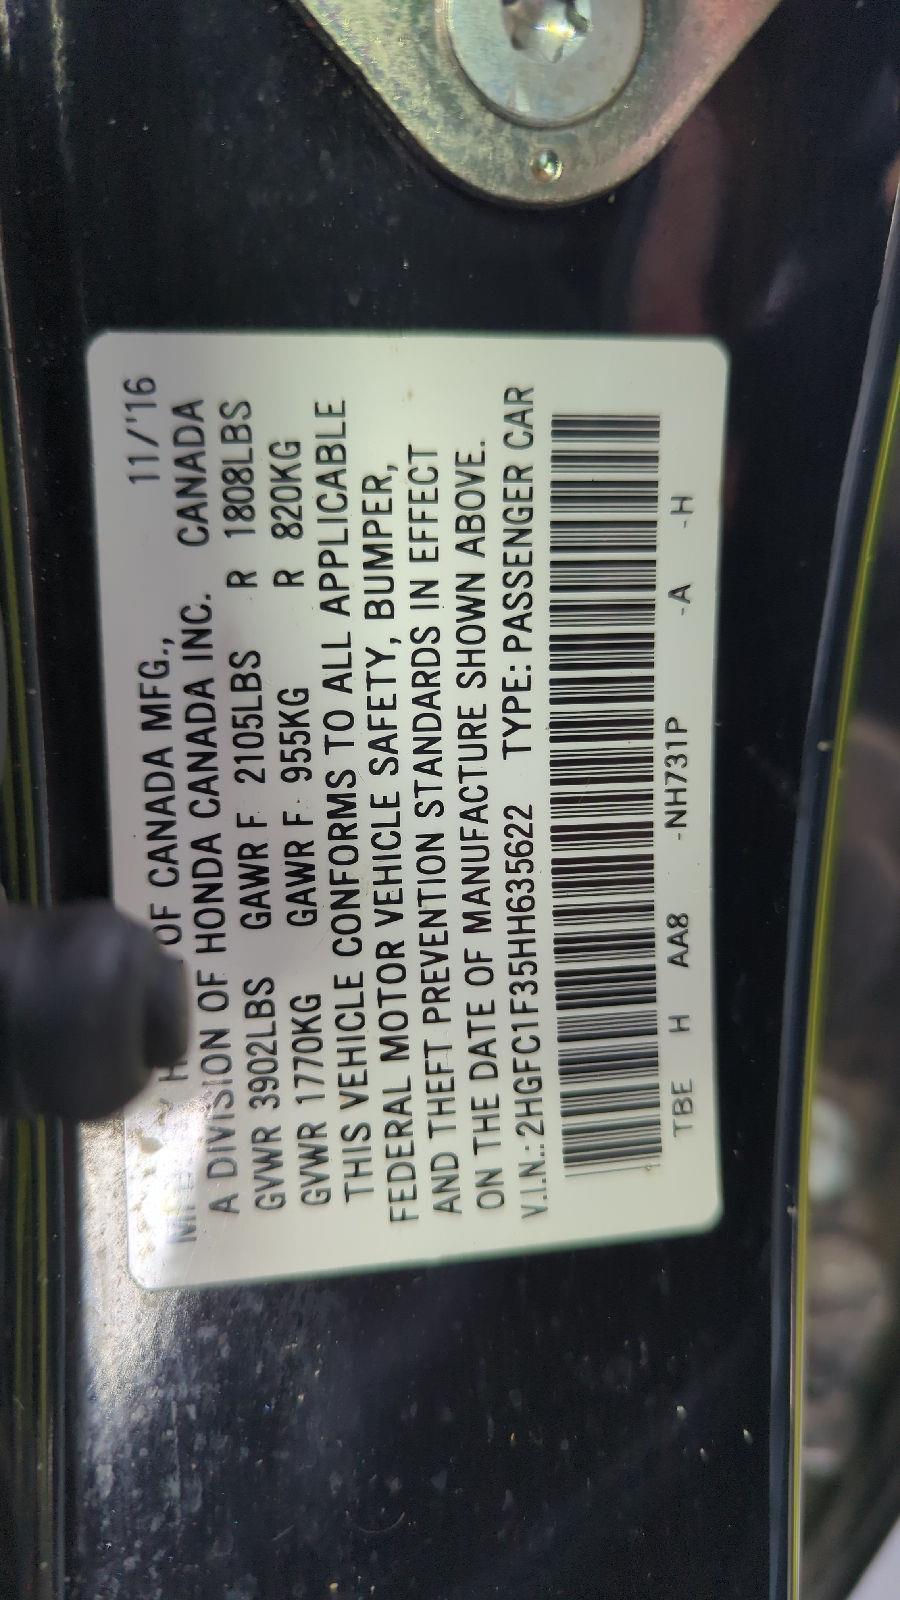 OF CANADA MFG., 11/'16
A DIVISION OF HONDA CANADA INC. CANADA
GVWR 3902LBS GAWR F 2105LBS R 1808LBS
GVWR 1770KG GAWR F 955KG R 820KG
THIS VEHICLE CONFORMS TO ALL APPLICABLE
FEDERAL MOTOR VEHICLE SAFETY, BUMPER,
AND THEFT PREVENTION STANDARDS IN EFFECT
ON THE DATE OF MANUFACTURE SHOWN ABOVE.
V.I.N.: 2HGFC1F35HH635622 TYPE: PASSENGER CAR
TBE H AA8 -NH731P -A -H